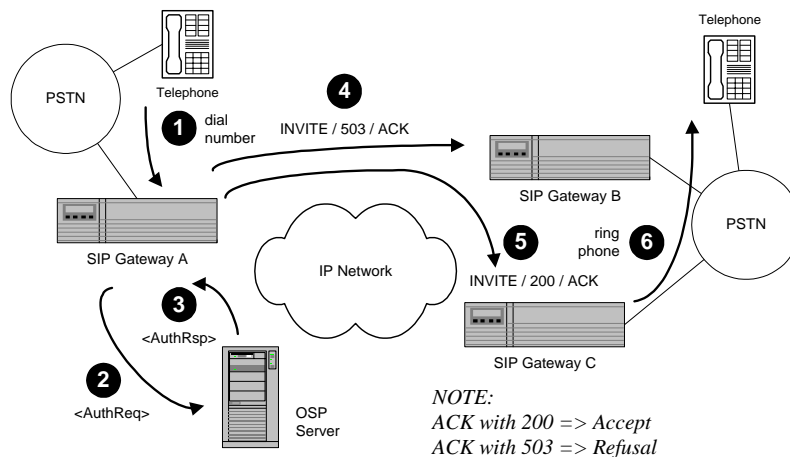 Telephone
PSTN
1
dial
number
4
INVITE / 503 / ACK
Telephone
SIP Gateway B
SIP Gateway A
IP Network
5
INVITE / 200 / ACK
ring
phone
6
PSTN
SIP Gateway C
3
<AuthRsp>
2
<AuthReq>
OSP
Server
NOTE:
ACK with 200 => Accept
ACK with 503 => Refusal